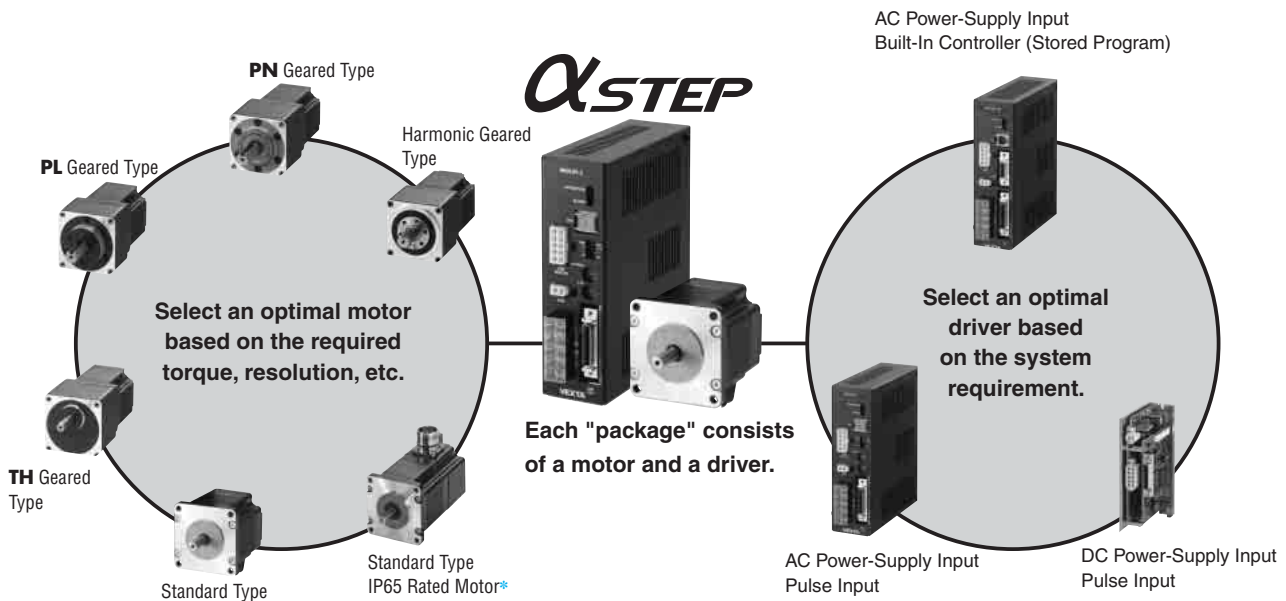 AC Power-Supply Input
Built-In Controller (Stored Program)
αSTEP
PN Geared Type
Harmonic Geared
Type
PL Geared Type
Select an optimal motor
based on the required
torque, resolution, etc.
Select an optimal
driver based
on the system
requirement.
VEXTA
Each "package" consists
of a motor and a driver.
TH Geared
Type
Standard Type
Standard Type
IP65 Rated Motor*
AC Power-Supply Input
Pulse Input
DC Power-Supply Input
Pulse Input